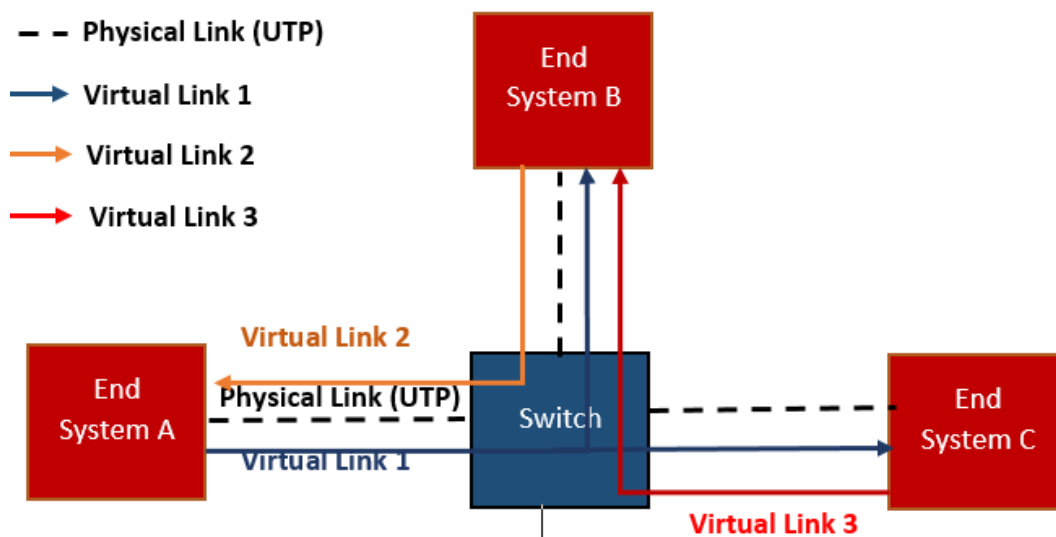 Physical Link (UTP)
Virtual Link 1
Virtual Link 2
Virtual Link 3
End
System B
Virtual Link 2
End
System A
Physical Link (UTP)
Virtual Link 1
Switch
End
System C
Virtual Link 3